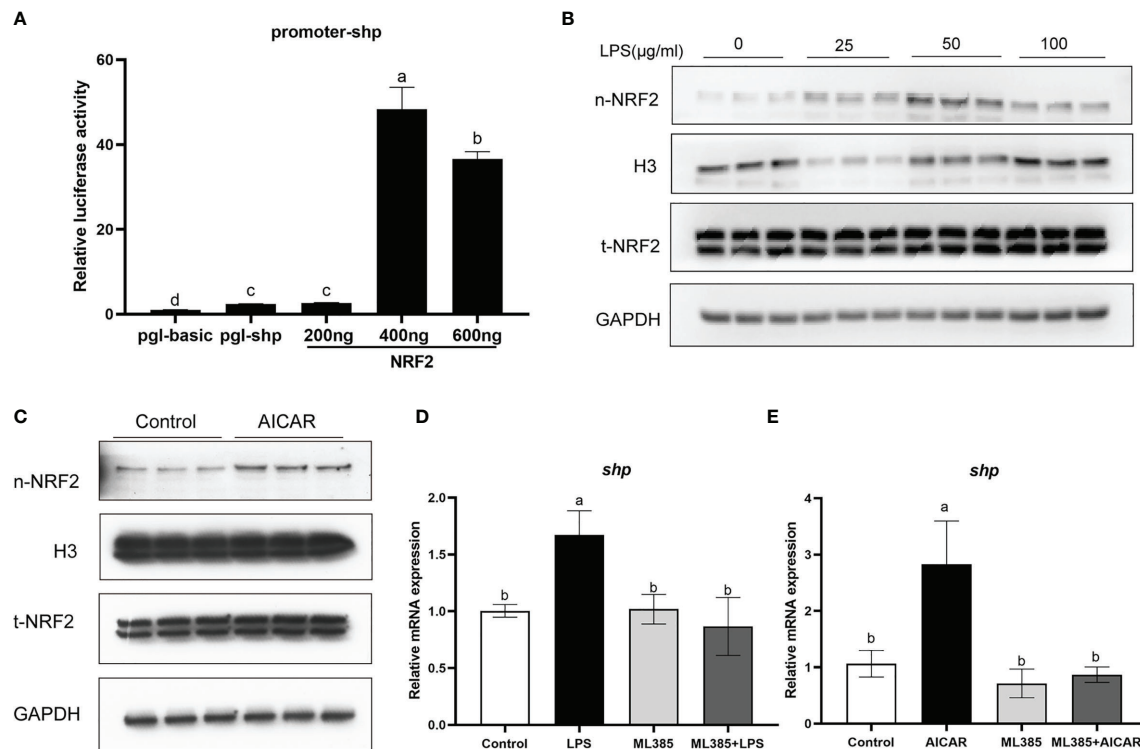 A
promoter-shp
Relative luciferase activity
60
40
20
0
a
b
c
c
d
pgl-basic pgl-shp 200ng 400ng 600ng
NRF2
B
LPS(µg/ml) 0 25 50 100
n-NRF2
H3
t-NRF2
GAPDH
C
Control AICAR
n-NRF2
H3
t-NRF2
GAPDH
D
shp
Relative mRNA expression
2.0
1.5
1.0
0.5
0.0
a
b
b
b
Control LPS ML385 ML385+LPS
E
shp
Relative mRNA expression
4
3
2
1
0
a
b
b
b
Control AICAR ML385 ML385+AICAR